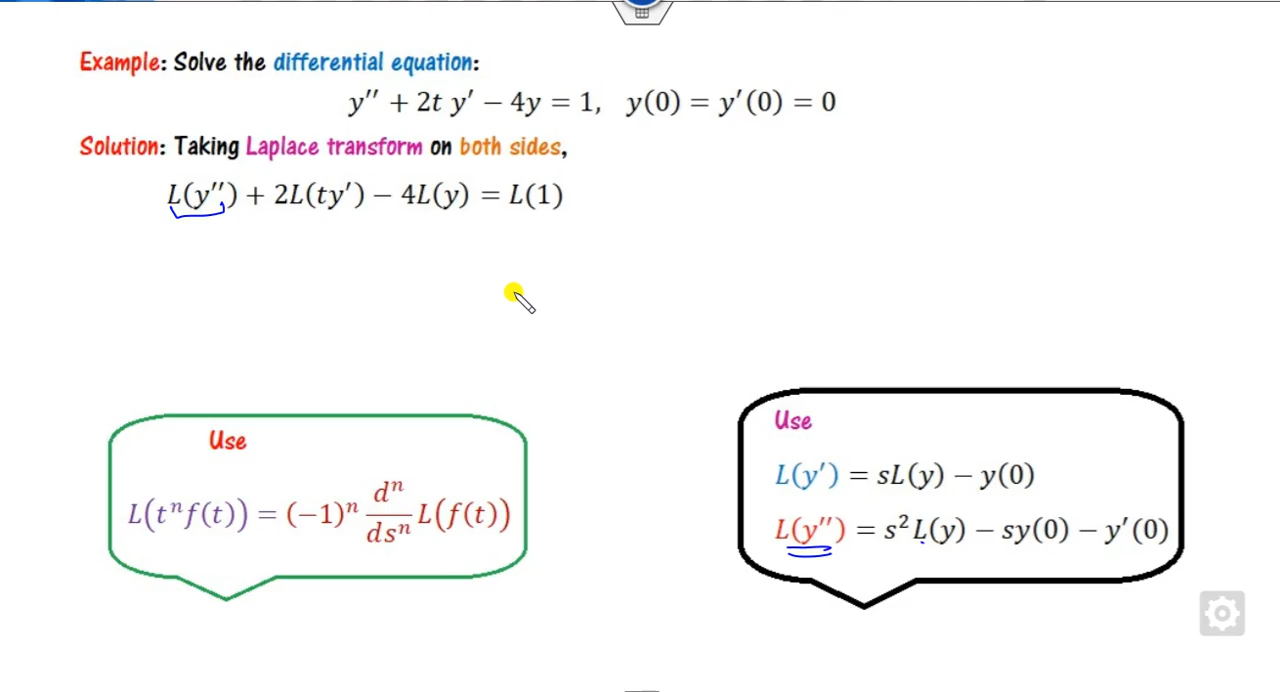 Example: Solve the differential equation:
y′′ + 2t y′ − 4y = 1, y(0) = y′(0) = 0
Solution: Taking Laplace transform on both sides,
L(y′′) + 2L(ty′) − 4L(y) = L(1)
Use
L(tⁿf(t)) = (−1)ⁿ dⁿ/dsⁿ L(f(t))
Use
L(y′) = sL(y) − y(0)
L(y′′) = s²L(y) − sy(0) − y′(0)